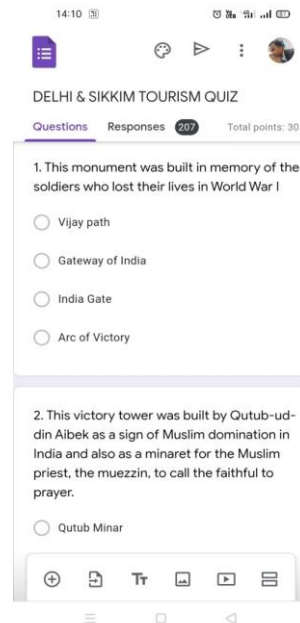 14:10
DELHI & SIKKIM TOURISM QUIZ
Questions Responses 207 Total points: 30
1. This monument was built in memory of the
soldiers who lost their lives in World War I
Vijay path
Gateway of India
India Gate
Arc of Victory
2. This victory tower was built by Qutub-ud-
din Aibek as a sign of Muslim domination in
India and also as a minaret for the Muslim
priest, the muezzin, to call the faithful to
prayer.
Qutub Minar
Tт